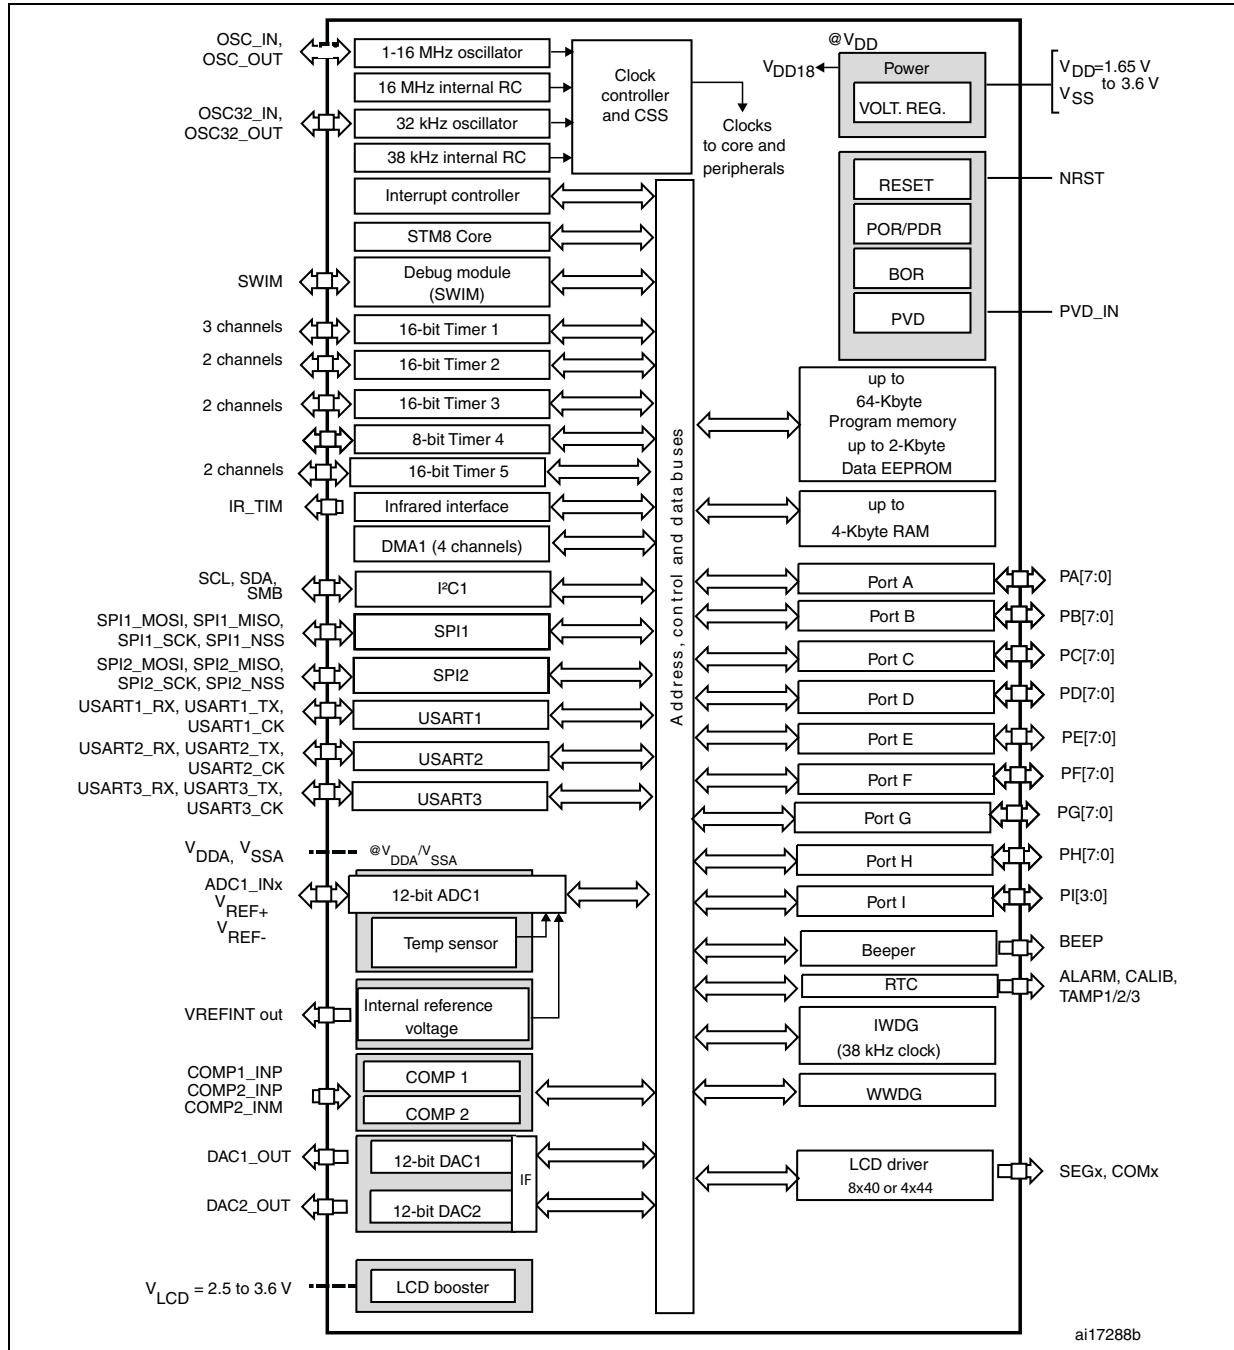 OSC_IN,
OSC_OUT
1-16 MHz oscillator
16 MHz internal RC
OSC32_IN,
OSC32_OUT
32 kHz oscillator
38 kHz internal RC
Clock
controller
and CSS
Clocks
to core and
peripherals
@VDD
VDD18
Power
VOLT. REG.
VDD=1.65 V
to 3.6 V
VSS
RESET
NRST
POR/PDR
BOR
PVD
PVD_IN
Interrupt controller
STM8 Core
SWIM
Debug module
(SWIM)
3 channels
16-bit Timer 1
2 channels
16-bit Timer 2
2 channels
16-bit Timer 3
8-bit Timer 4
2 channels
16-bit Timer 5
IR_TIM
Infrared interface
DMA1 (4 channels)
SCL, SDA,
SMB
I²C1
SPI1_MOSI, SPI1_MISO,
SPI1_SCK, SPI1_NSS
SPI1
SPI2_MOSI, SPI2_MISO,
SPI2_SCK, SPI2_NSS
SPI2
USART1_RX, USART1_TX,
USART1_CK
USART1
USART2_RX, USART2_TX,
USART2_CK
USART2
USART3_RX, USART3_TX,
USART3_CK
USART3
VDDA, VSSA
@VDDA/VSSA
ADC1_INx
VREF+
VREF-
12-bit ADC1
Temp sensor
VREFINT out
Internal reference
voltage
COMP1_INP
COMP2_INP
COMP2_INM
COMP 1
COMP 2
DAC1_OUT
12-bit DAC1
IF
DAC2_OUT
12-bit DAC2
VLCD = 2.5 to 3.6 V
LCD booster
Address, control and data buses
up to
64-Kbyte
Program memory
up to 2-Kbyte
Data EEPROM
up to
4-Kbyte RAM
Port A
PA[7:0]
Port B
PB[7:0]
Port C
PC[7:0]
Port D
PD[7:0]
Port E
PE[7:0]
Port F
PF[7:0]
Port G
PG[7:0]
Port H
PH[7:0]
Port I
PI[3:0]
Beeper
BEEP
RTC
ALARM, CALIB,
TAMP1/2/3
IWDG
(38 kHz clock)
WWDG
LCD driver
8x40 or 4x44
SEGx, COMx
ai17288b